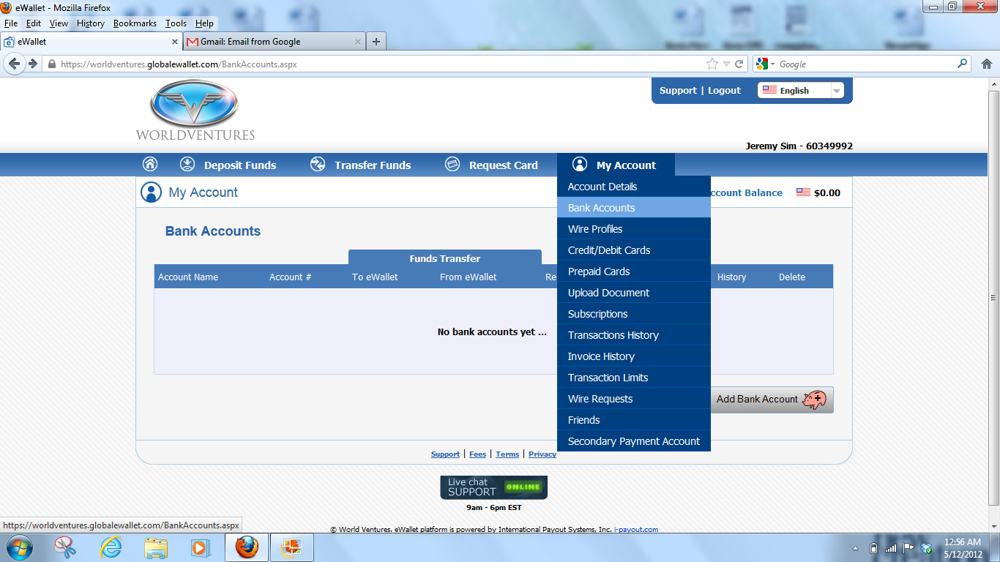 eWallet - Mozilla Firefox
File Edit View History Bookmarks Tools Help
eWallet
Gmail: Email from Google
https://worldventures.globalewallet.com/BankAccounts.aspx
Google
WORLDVENTURES
Support | Logout
English
Jeremy Sim - 60349992
Deposit Funds
Transfer Funds
Request Card
My Account
My Account
ccount Balance
$0.00
Account Details
Bank Accounts
Wire Profiles
Credit/Debit Cards
Prepaid Cards
Upload Document
Subscriptions
Transactions History
Invoice History
Transaction Limits
Wire Requests
Friends
Secondary Payment Account
Bank Accounts
Funds Transfer
Account Name Account # To eWallet From eWallet Re History Delete
No bank accounts yet ...
Add Bank Account
Support | Fees | Terms | Privacy
Live chat
SUPPORT ONLINE
9am - 6pm EST
https://worldventures.globalewallet.com/BankAccounts.aspx
© World Ventures. eWallet platform is powered by International Payout Systems, Inc. i-payout.com
12:56 AM
5/12/2012